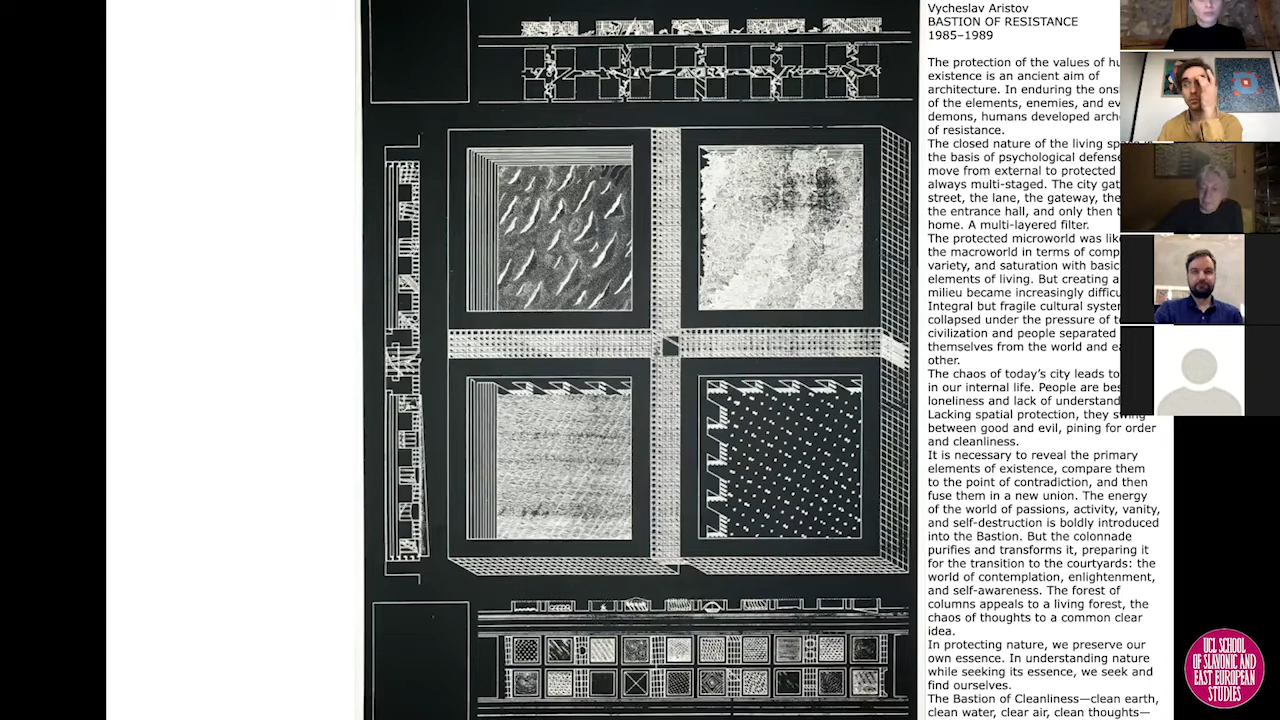 Vycheslav Aristov
BASTION OF RESISTANCE
1985–1989
The protection of the values of
existence is an ancient aim of
architecture. In enduring the
of the elements, enemies, and
demons, humans developed
of resistance.
The closed nature of the living
the basis of psychological
move from external to protected
always multi-staged. The city
street, the lane, the gateway, the
the entrance hall, and only then
home. A multi-layered filter.
The protected microworld was
the macroworld in terms of
variety, and saturation with basic
elements of living. But creating a
milieu became increasingly
integral but fragile cultural
collapsed under the pressure of
civilization and people separated
themselves from the world and
other.
The chaos of today’s city leads to
in our internal life. People are
loneliness and lack of
Lacking spatial protection, they swing
between good and evil, pining for order
and cleanliness.
It is necessary to reveal the primary
elements of existence, compare them
to the point of contradiction, and then
fuse them in a new union. The energy
of the world of passions, activity, vanity,
and self-destruction is boldly introduced
into the Bastion. But the colonnade
purifies and transforms it, preparing it
for the transition to the courtyards: the
world of contemplation, enlightenment,
and self-awareness. The forest of
columns appeals to a living forest, the
chaos of thoughts to a common clear
idea.
In protecting nature, we preserve our
own essence. In understanding nature
while seeking its essence, we seek and
find ourselves.
The Bastion of Cleanliness—clean earth,
clean water, clear air, clean thoughts—
UCL SCHOOL
OF SLAVONIC AND
EAST EUROPEAN
STUDIES